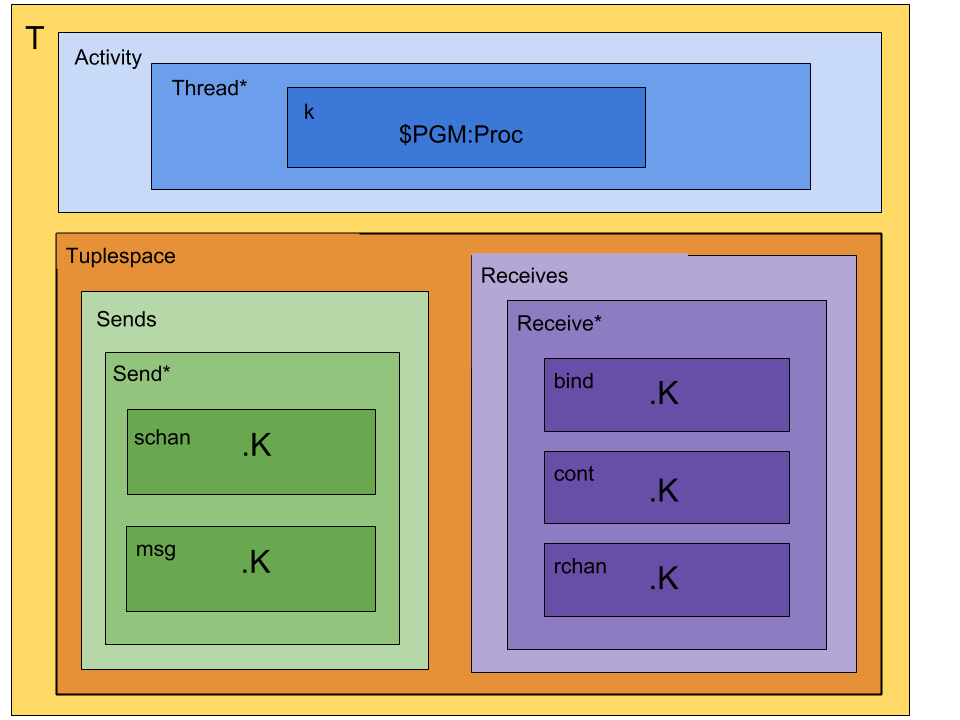 T
Activity
Thread*
k
$PGM:Proc
Tuplespace
Sends
Send*
schan
.K
msg
.K
Receives
Receive*
bind
.K
cont
.K
rchan
.K